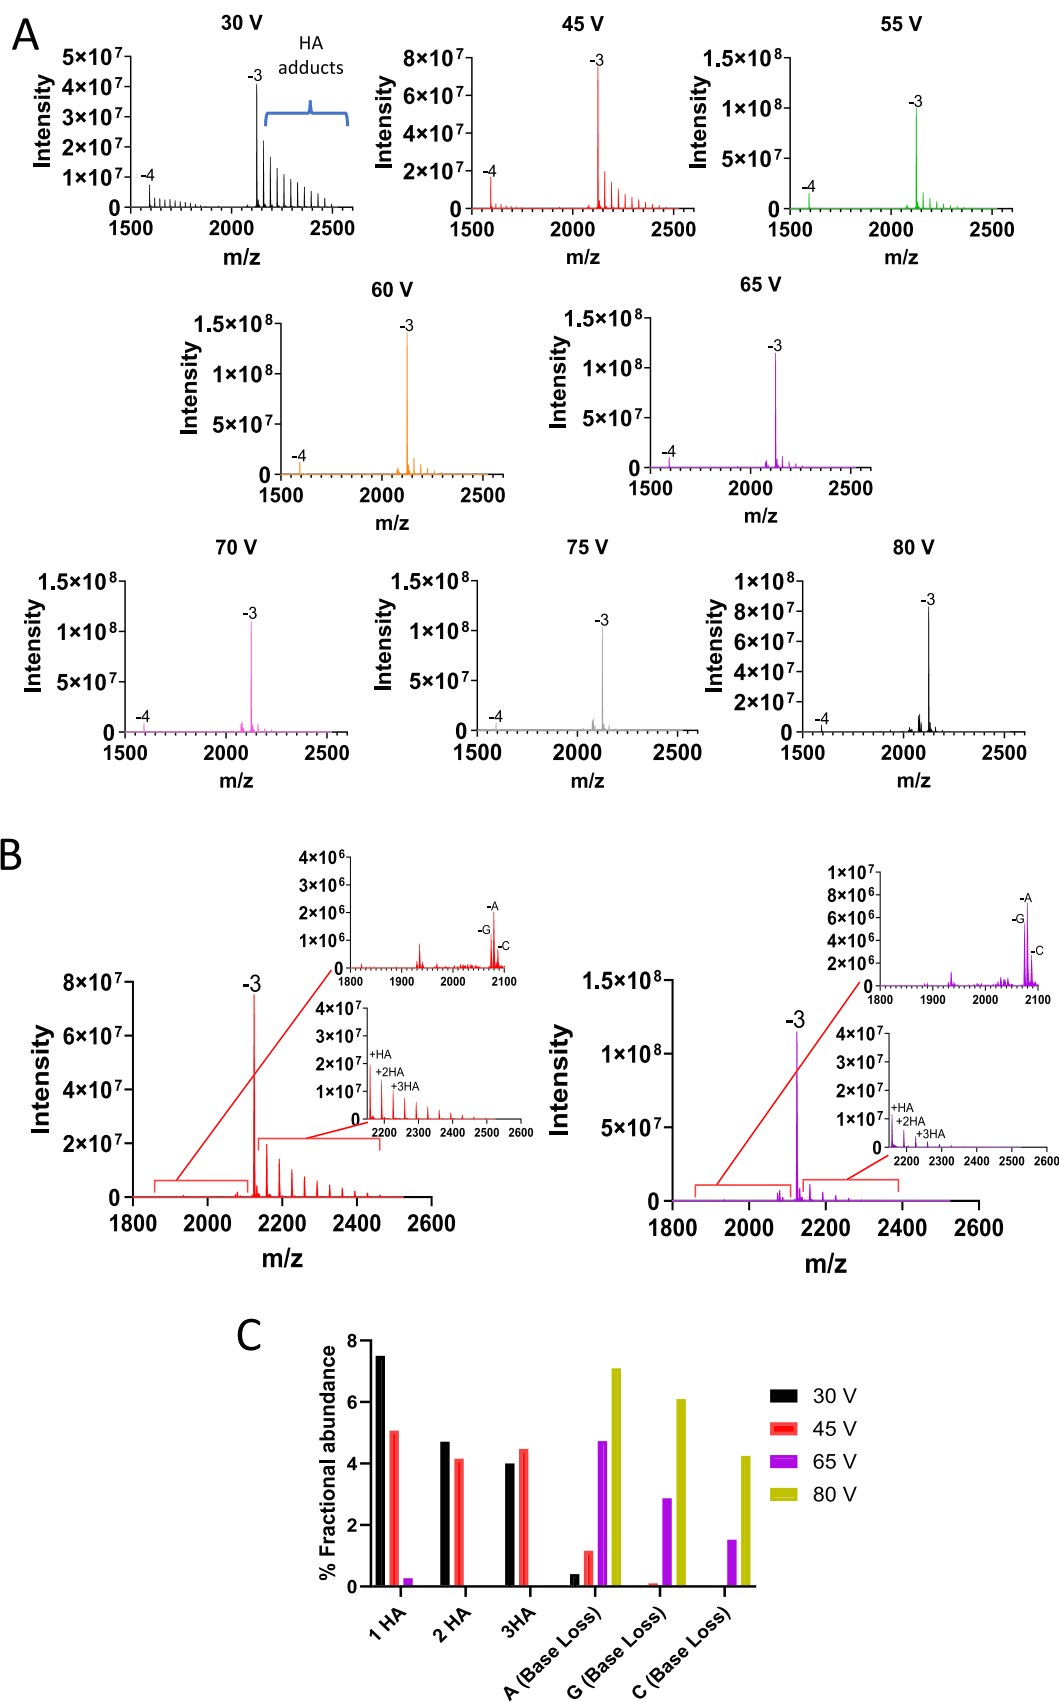 A
30 V
45 V
55 V
Intensity
5×10⁷
4×10⁷
3×10⁷
2×10⁷
1×10⁷
0
-4
-3
HA
adducts
1500 2000 2500
m/z
Intensity
8×10⁷
6×10⁷
4×10⁷
2×10⁷
0
-4
-3
1500 2000 2500
m/z
Intensity
1.5×10⁸
1×10⁸
5×10⁷
0
-4
-3
1500 2000 2500
m/z
60 V
65 V
Intensity
1.5×10⁸
1×10⁸
5×10⁷
0
-4
-3
1500 2000 2500
m/z
Intensity
1.5×10⁸
1×10⁸
5×10⁷
0
-4
-3
1500 2000 2500
m/z
70 V
75 V
80 V
Intensity
1.5×10⁸
1×10⁸
5×10⁷
0
-4
-3
1500 2000 2500
m/z
Intensity
1.5×10⁸
1×10⁸
5×10⁷
0
-4
-3
1500 2000 2500
m/z
Intensity
1×10⁸
8×10⁷
6×10⁷
4×10⁷
2×10⁷
0
-4
-3
1500 2000 2500
m/z
B
4×10⁶
3×10⁶
2×10⁶
1×10⁶
0
-G
-A
-C
1800 1900 2000 2100
Intensity
8×10⁷
6×10⁷
4×10⁷
2×10⁷
0
-3
4×10⁷
3×10⁷
2×10⁷
1×10⁷
0
+HA
+2HA
+3HA
2200 2300 2400 2500 2600
1800 2000 2200 2400 2600
m/z
1×10⁷
8×10⁶
6×10⁶
4×10⁶
2×10⁶
0
-G
-A
-C
1800 1900 2000 2100
Intensity
1.5×10⁸
1×10⁸
5×10⁷
0
-3
4×10⁷
3×10⁷
2×10⁷
1×10⁷
0
+HA
+2HA
+3HA
2200 2300 2400 2500 2600
1800 2000 2200 2400 2600
m/z
C
% Fractional abundance
8
6
4
2
0
1 HA
2 HA
3HA
A (Base Loss)
G (Base Loss)
C (Base Loss)
30 V
45 V
65 V
80 V